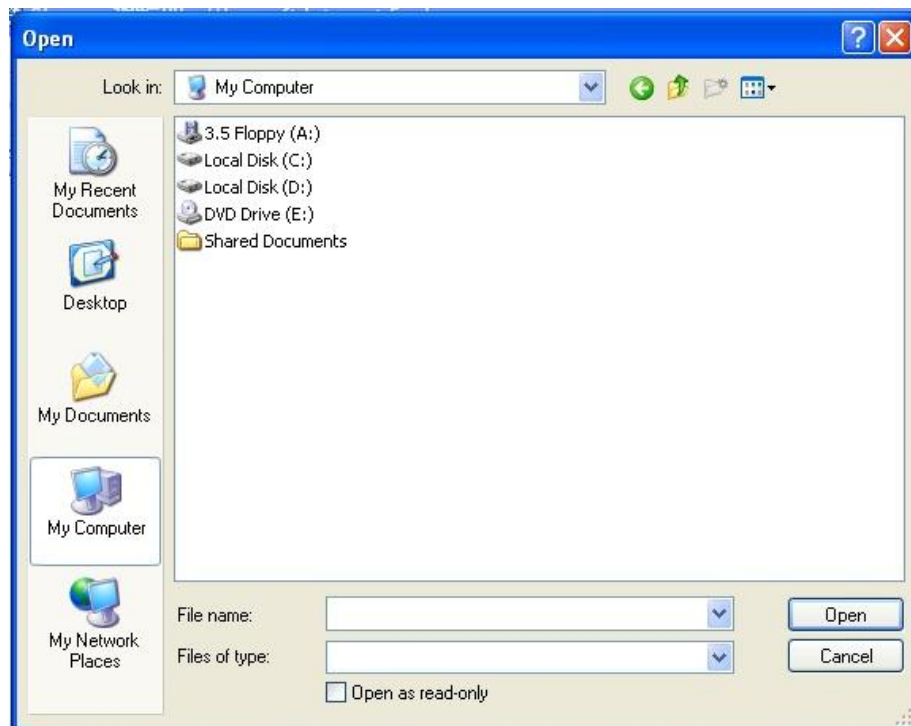 Open
Look in:
My Computer
3.5 Floppy (A:)
Local Disk (C:)
Local Disk (D:)
DVD Drive (E:)
Shared Documents
My Recent
Documents
Desktop
My Documents
My Computer
My Network
Places
File name:
Open
Files of type:
Cancel
Open as read-only